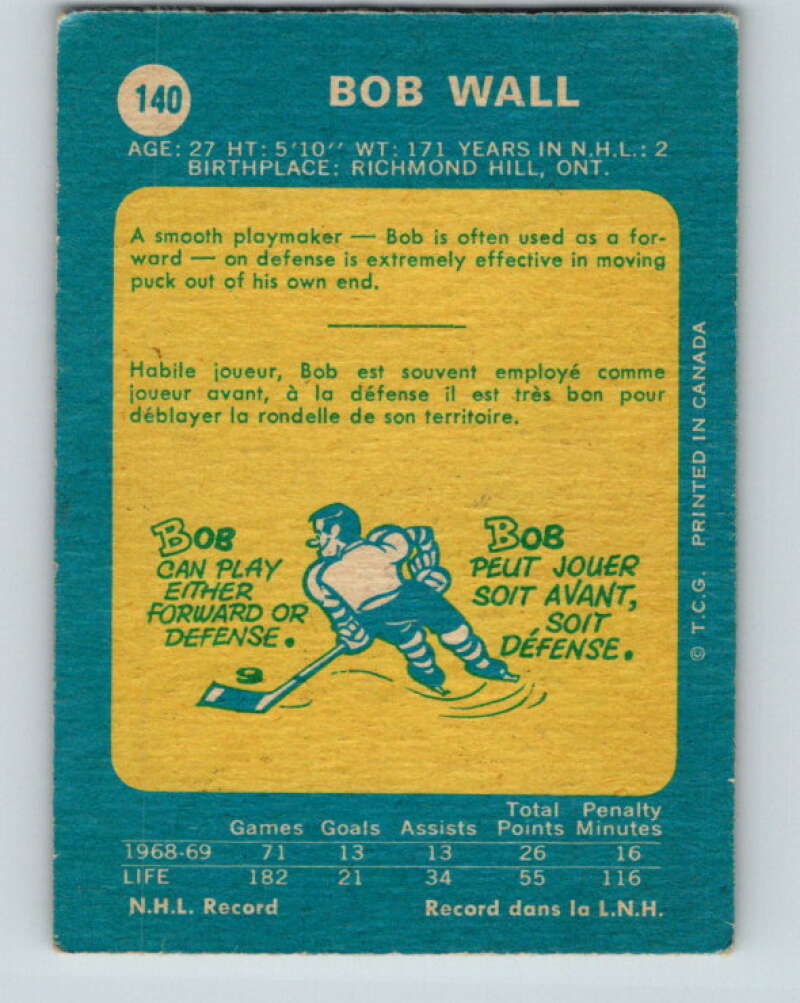 140
BOB WALL
AGE: 27 HT: 5'10'' WT: 171 YEARS IN N.H.L.: 2
BIRTHPLACE: RICHMOND HILL, ONT.
A smooth playmaker — Bob is often used as a for-
ward — on defense is extremely effective in moving
puck out of his own end.
Habile joueur, Bob est souvent employé comme
joueur avant, à la défense il est très bon pour
déblayer la rondelle de son territoire.
BOB
CAN PLAY
EITHER
FORWARD OR
DEFENSE.
BOB
PEUT JOUER
SOIT AVANT,
SOIT
DÉFENSE.
9
© T.C.G. PRINTED IN CANADA
Total Penalty
Games Goals Assists Points Minutes
1968-69 71 13 13 26 16
LIFE 182 21 34 55 116
N.H.L. Record Record dans la L.N.H.